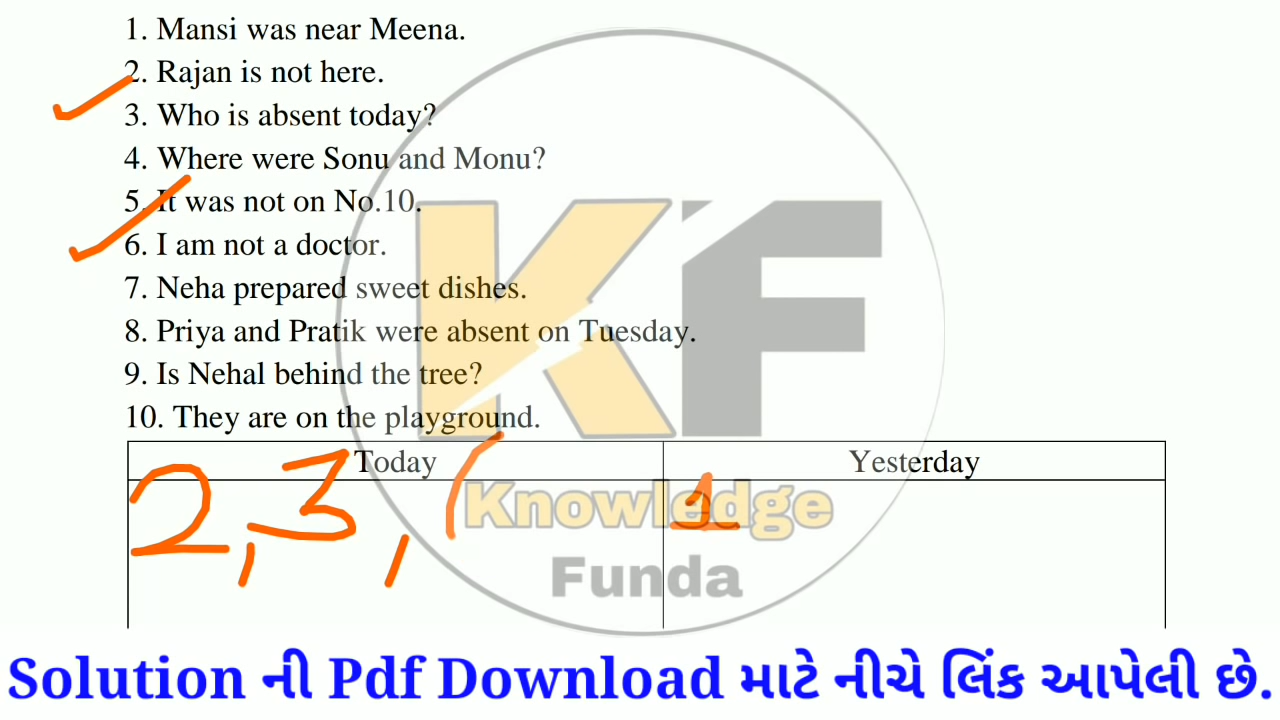 1. Mansi was near Meena.
2. Rajan is not here.
3. Who is absent today?
4. Where were Sonu and Monu?
5. It was not on No.10.
6. I am not a doctor.
7. Neha prepared sweet dishes.
8. Priya and Pratik were absent on Tuesday.
9. Is Nehal behind the tree?
10. They are on the playground.
Today Yesterday
2, 3, 1
KF
Knowledge
Funda
Solution ની Pdf Download માટે નીચે લિંક આપેલી છે.